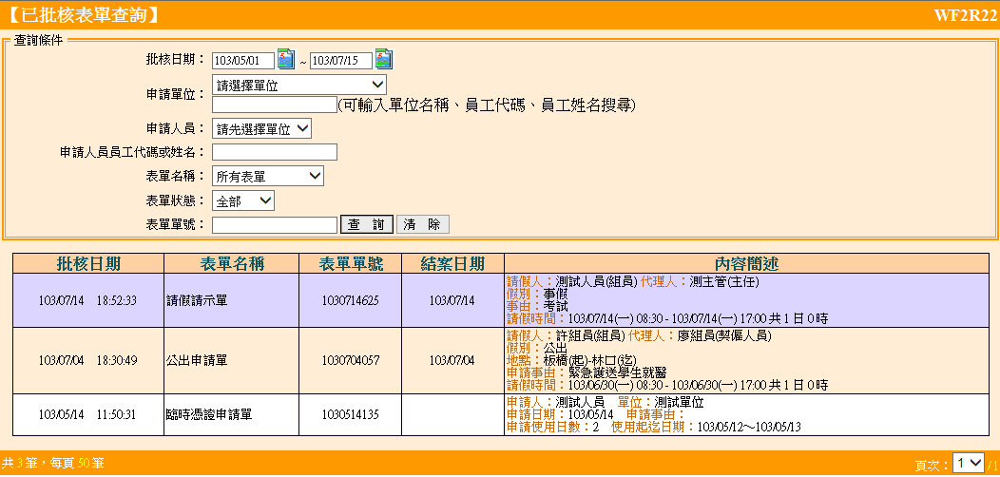 【已批核表單查詢】 WF2R22
查詢條件
批核日期： 103/05/01 ~ 103/07/15
申請單位： 請選擇單位
(可輸入單位名稱、員工代碼、員工姓名搜尋)
申請人員： 請先選擇單位
申請人員員工代碼或姓名：
表單名稱： 所有表單
表單狀態： 全部
表單單號： 查 詢 清 除
批核日期 表單名稱 表單單號 結案日期 內容簡述
103/07/14 18:52:33 請假請示單 1030714625 103/07/14
請假人：測試人員(組員) 代理人：測主管(主任)
假別：事假
事由：考試
請假時間：103/07/14(一) 08:30 - 103/07/14(一) 17:00 共 1 日 0 時
103/07/04 18:30:49 公出申請單 1030704057 103/07/04
請假人：許組員(組員) 代理人：廖組員(契僱人員)
假別：公出
地點：板橋(起)-林口(迄)
申請事由：緊急護送學生就醫
請假時間：103/06/30(一) 08:30 - 103/06/30(一) 17:00 共 1 日 0 時
103/05/14 11:50:31 臨時憑證申請單 1030514135
申請人：測試人員 單位：測試單位
申請日期：103/05/14 申請事由：
申請使用日數：2 使用起迄日期：103/05/12～103/05/13
共 3 筆，每頁 50 筆 頁次： 1 /1